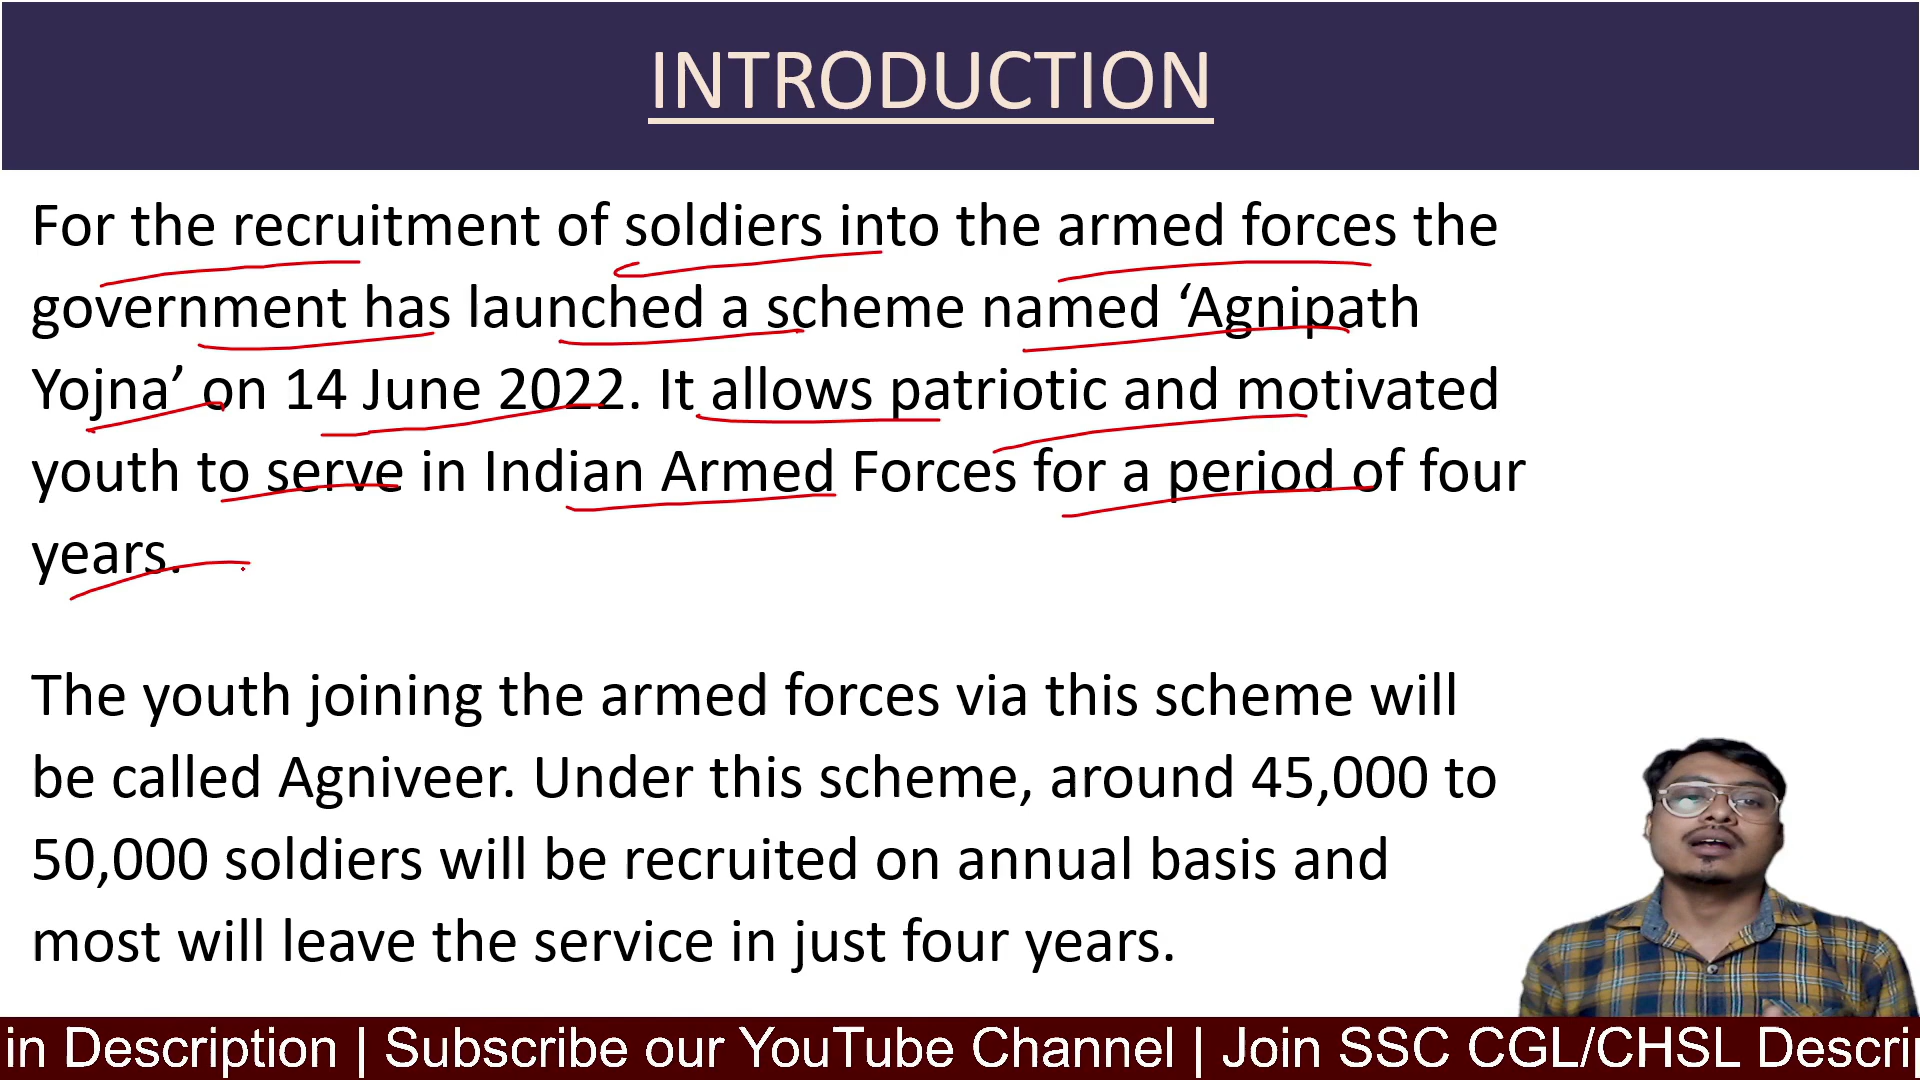 INTRODUCTION
For the recruitment of soldiers into the armed forces the
government has launched a scheme named ‘Agnipath
Yojna’ on 14 June 2022. It allows patriotic and motivated
youth to serve in Indian Armed Forces for a period of four
years.
The youth joining the armed forces via this scheme will
be called Agniveer. Under this scheme, around 45,000 to
50,000 soldiers will be recruited on annual basis and
most will leave the service in just four years.
in Description | Subscribe our YouTube Channel | Join SSC CGL/CHSL Descrip